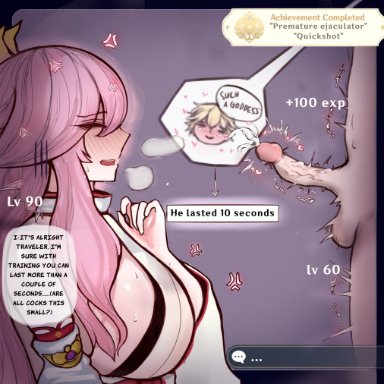 Achievement Completed
"Premature ejaculator"
"Quickshot"
SUCH
A GODDESS
+100 exp
Lv 90
He lasted 10 seconds
I-IT'S ALRIGHT
TRAVELER. I'M
SURE WITH
TRAINING YOU CAN
LAST MORE THAN A
COUPLE OF
SECONDS....(ARE
ALL COCKS THIS
SMALL?)
lv 60
...